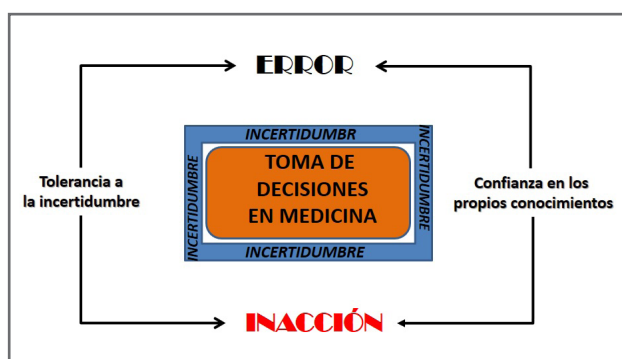 ERROR
INCERTIDUMBR
INCERTIDUMBRE
INCERTIDUMBRE
TOMA DE
DECISIONES
EN MEDICINA
INCERTIDUMBRE
Tolerancia a
la incertidumbre
Confianza en los
propios conocimientos
INACCIÓN